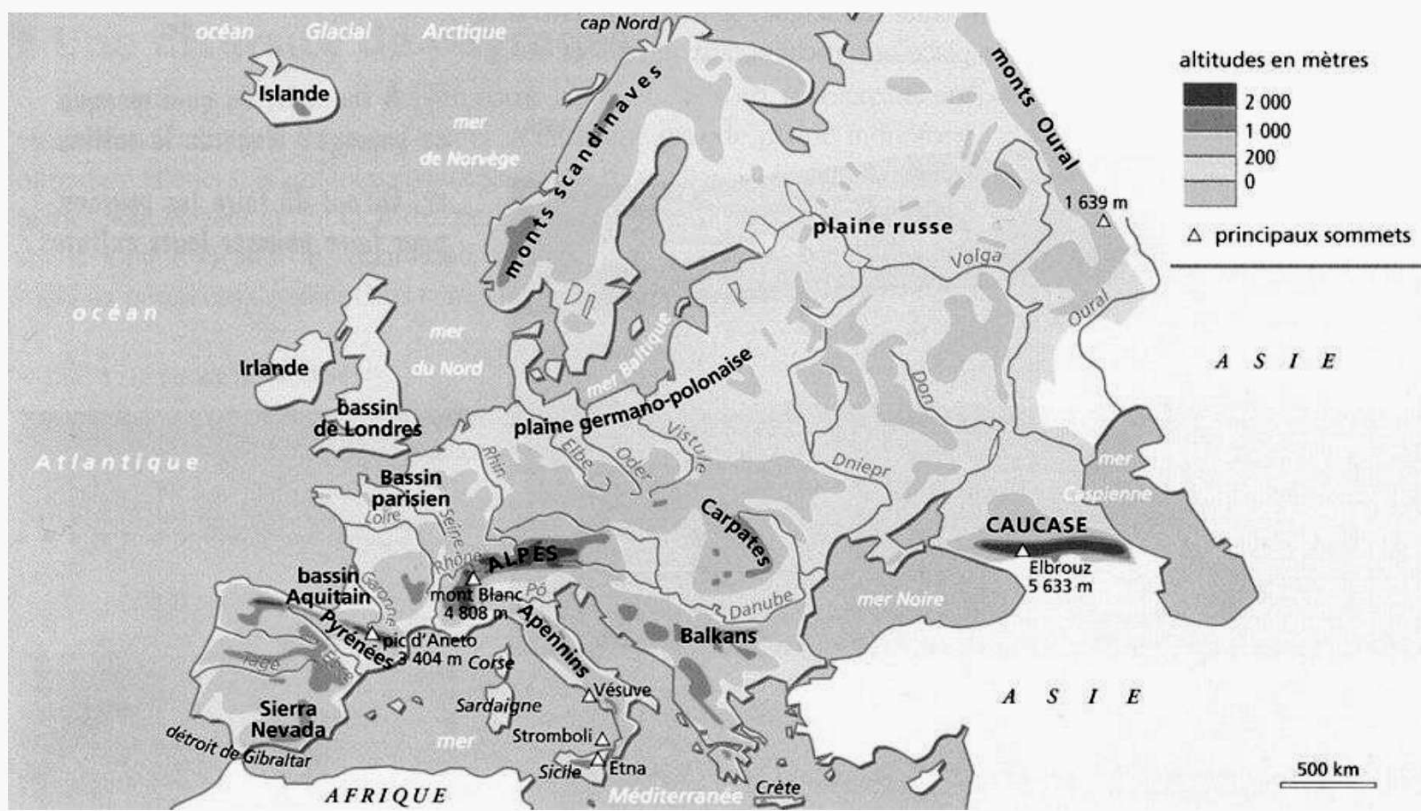 océan Glacial Arctique
cap Nord
Islande
mer
de Norvège
monts scandinaves
monts Oural
1 639 m
plaine russe
Volga
Oural
altitudes en mètres
2 000
1 000
200
0
principaux sommets
océan
Atlantique
mer
du Nord
mer Baltique
Irlande
bassin
de Londres
plaine germano-polonaise
Rhin
Elbe
Oder
Vistule
Don
Dniepr
ASIE
Bassin
parisien
Loire
Seine
Rhône
ALPES
mont Blanc
4 808 m
Carpates
mer
Caspienne
CAUCASE
Elbrouz
5 633 m
bassin
Aquitain
Garonne
Pô
Danube
mer Noire
Pyrénées
pic d'Aneto
3 404 m
Corse
Apennins
Balkans
Tage
Èbre
Sierra
Nevada
Sardaigne
Vésuve
Stromboli
Etna
Sicile
ASIE
détroit de Gibraltar
mer
Méditerranée
Crète
AFRIQUE
500 km